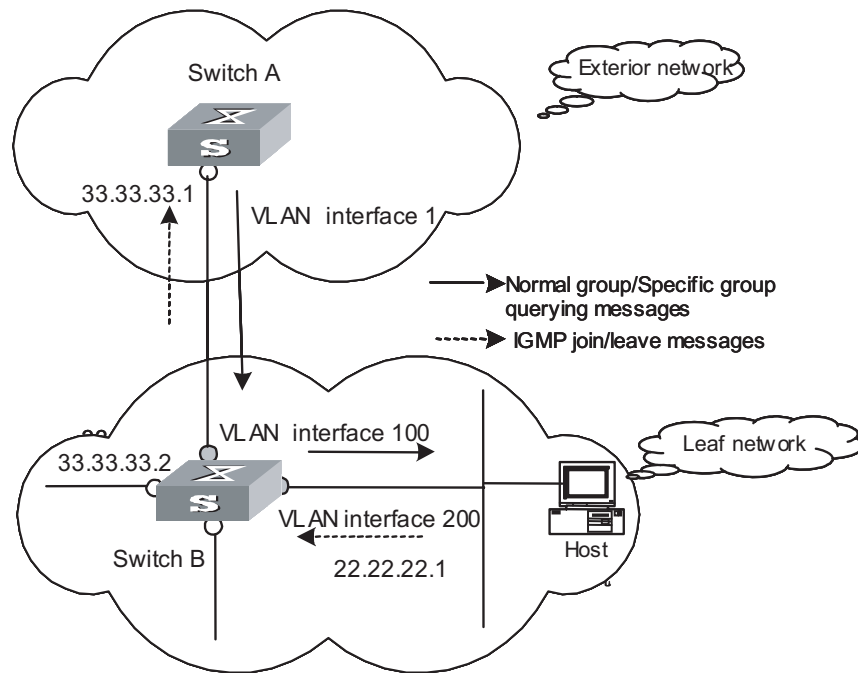 Switch A
Exterior network
S
33.33.33.1
VLAN interface 1
Normal group/Specific group
querying messages
IGMP join/leave messages
VLAN interface 100
33.33.33.2
Leaf network
S
VLAN interface 200
Switch B
22.22.22.1
Host